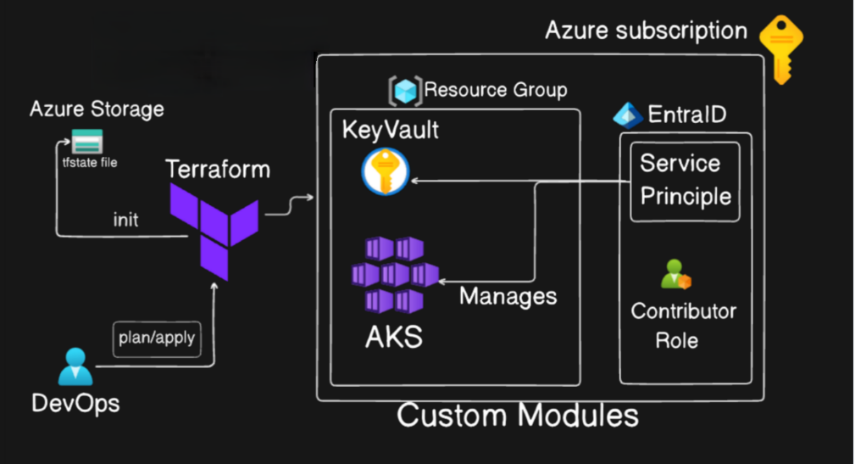 Azure subscription
Resource Group
Azure Storage
tfstate file
KeyVault
EntraID
Service
Principle
Terraform
init
Manages
Contributor
Role
plan/apply
AKS
DevOps
Custom Modules